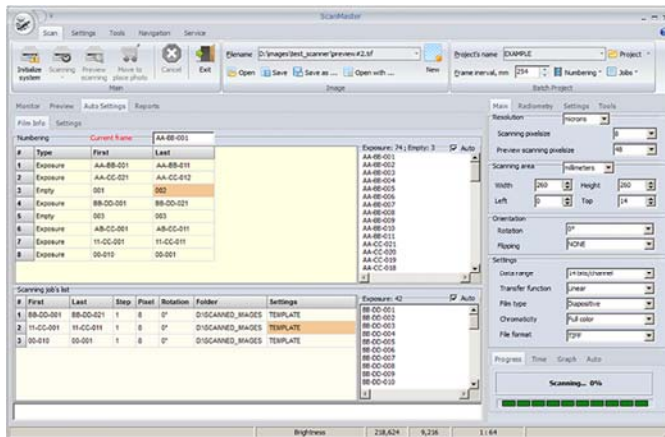 ScanMaster
Scan Settings Tools Navigation Service
Initialize system
Scanning
Preview scanning
Move to place photo
Cancel
Exit
Main
Filename D:\images\test_scanner\preview#2.tif
Open Save Save as ... Open with ...
New
Image
Project's name EXAMPLE Project
Frame inerval, mm 254 Numbering Jobs
Batch Project
Monitor Preview Auto Settings Reports
Film Info Settings
Numbering Current frame: AA-BB-001
# Type First Last
1 Exposure AA-BB-001 AA-BB-011
2 Exposure AA-CC-021 AA-CC-012
3 Empty 001 002
4 Exposure BB-DD-001 BB-DD-021
5 Empty 003 003
6 Exposure AB-CC-001 AB-CC-011
7 Exposure 11-CC-001 11-CC-011
8 Exposure 00-010 00-001
Exposure: 74; Empty: 3 Auto
AA-BB-001
AA-BB-002
AA-BB-003
AA-BB-004
AA-BB-005
AA-BB-006
AA-BB-007
AA-BB-008
AA-BB-009
AA-BB-010
AA-BB-011
AA-CC-021
AA-CC-020
AA-CC-019
AA-CC-018
Scanning job's list
# First Last Step Pixel Rotation Folder Settings
1 BB-DD-001 BB-DD-021 1 8 0° D:\SCANNED_IMAGES TEMPLATE
2 11-CC-001 11-CC-011 1 8 0° D:\SCANNED_IMAGES TEMPLATE
3 00-010 00-001 1 8 0° D:\SCANNED_IMAGES TEMPLATE
Exposure: 42 Auto
BB-DD-001
BB-DD-002
BB-DD-003
BB-DD-004
BB-DD-005
BB-DD-006
BB-DD-007
BB-DD-008
BB-DD-009
BB-DD-010
Main Radiometry Settings Tools
Resolution microns
Scanning pixelsize 8
Preview scanning pixelsize 48
Scanning area millimeters
Width 260 Height 260
Left 0 Top 14
Orientation
Rotation 0°
Flipping NONE
Settings
Data range 14 bits/channel
Transfer function Linear
Film type Diapositive
Chromaticity Full color
File format TIFF
Progress Time Graph Auto
Scanning... 0%
Brightness 218,624 9,216 1:64